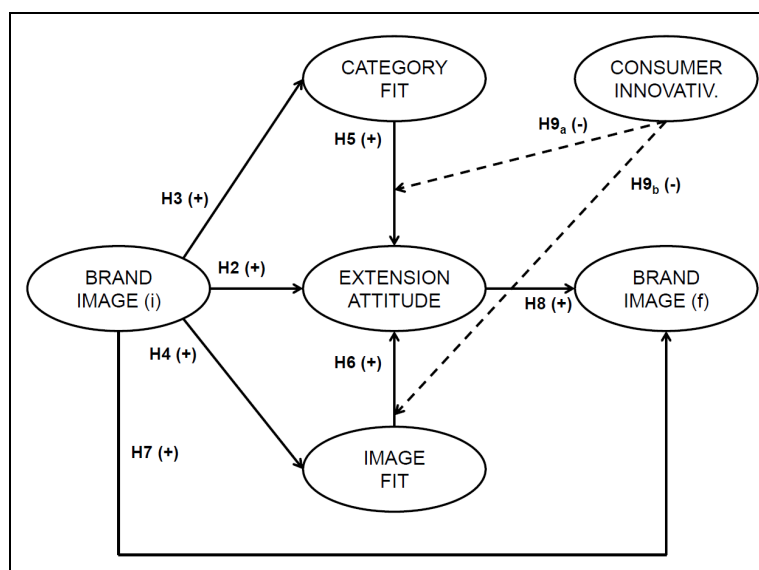 CATEGORY
FIT
CONSUMER
INNOVATIV.
H5 (+)
H9a (-)
H9b (-)
H3 (+)
H2 (+)
BRAND
IMAGE (i)
EXTENSION
ATTITUDE
BRAND
IMAGE (f)
H8 (+)
H4 (+)
H6 (+)
H7 (+)
IMAGE
FIT